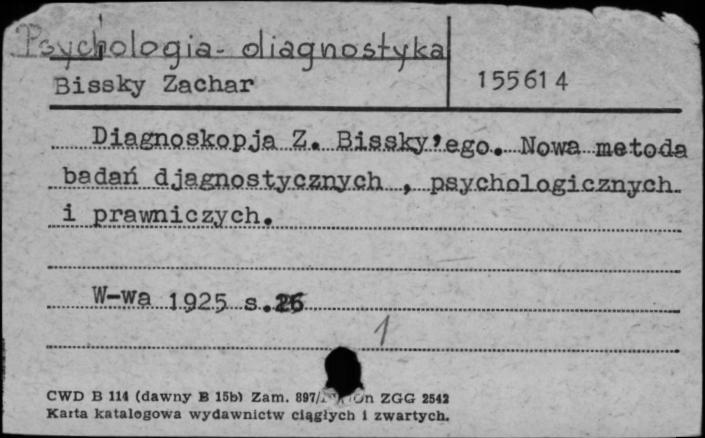 Psychologia - diagnostyka
Bissky Zachar
155614
Diagnoskopja Z. Bissky'ego. Nowa metoda
badań djagnostycznych , psychologicznych
i prawniczych.
W-wa 1925 s.26
1
CWD B 114 (dawny B 15b) Zam. 897/ ZGG 2542
Karta katalogowa wydawnictw ciągłych i zwartych.